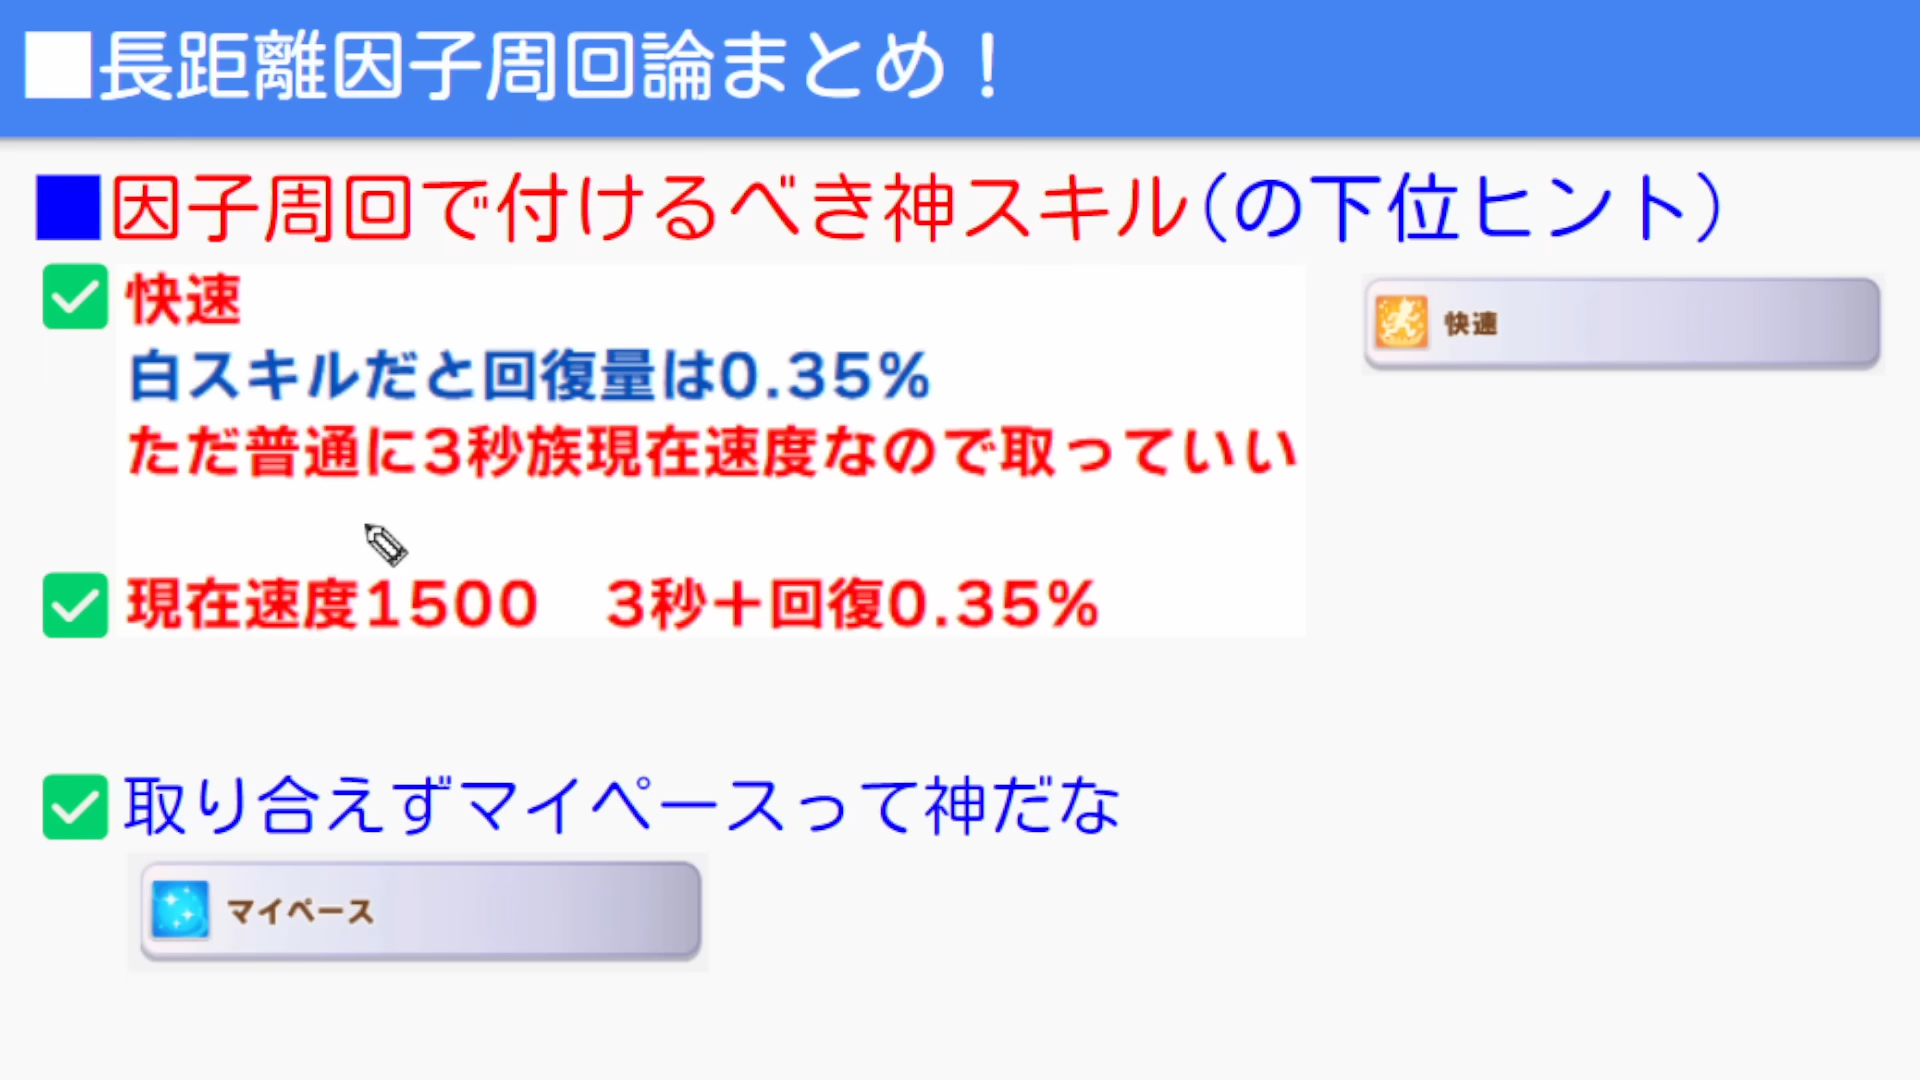 ■長距離因子周回論まとめ！
■因子周回で付けるべき神スキル(の下位ヒント)
快速
快速
白スキルだと回復量は0.35%
ただ普通に3秒族現在速度なので取っていい
現在速度1500　3秒＋回復0.35%
取り合えずマイペースって神だな
マイペース